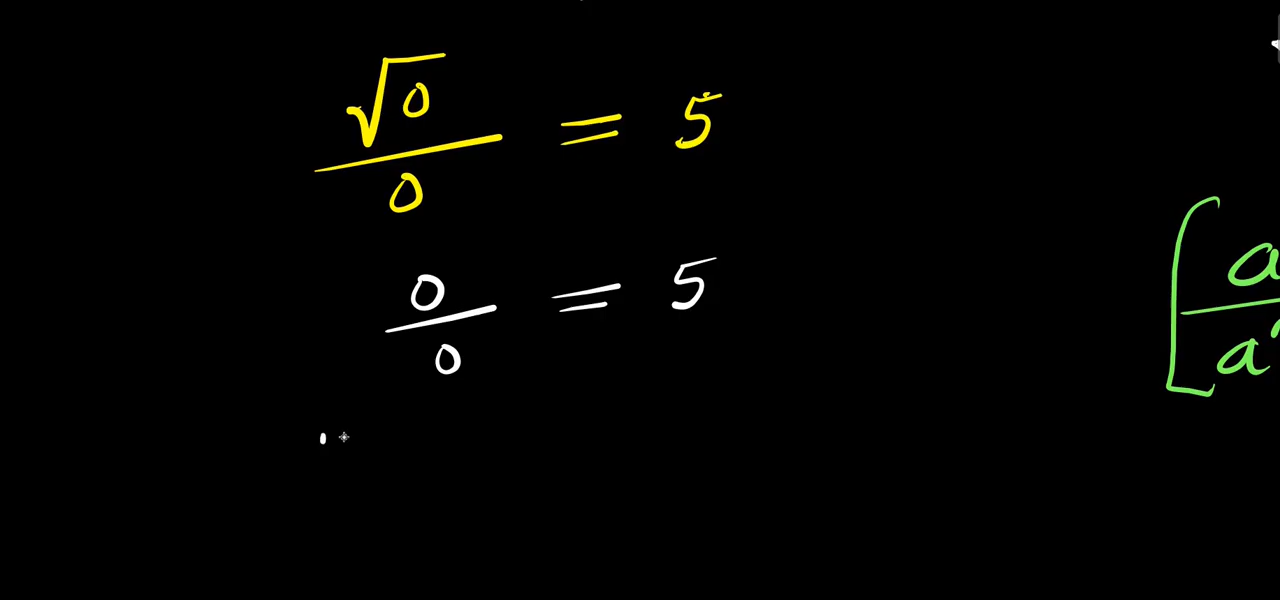 √0 / 0 = 5
0 / 0 = 5
a
a